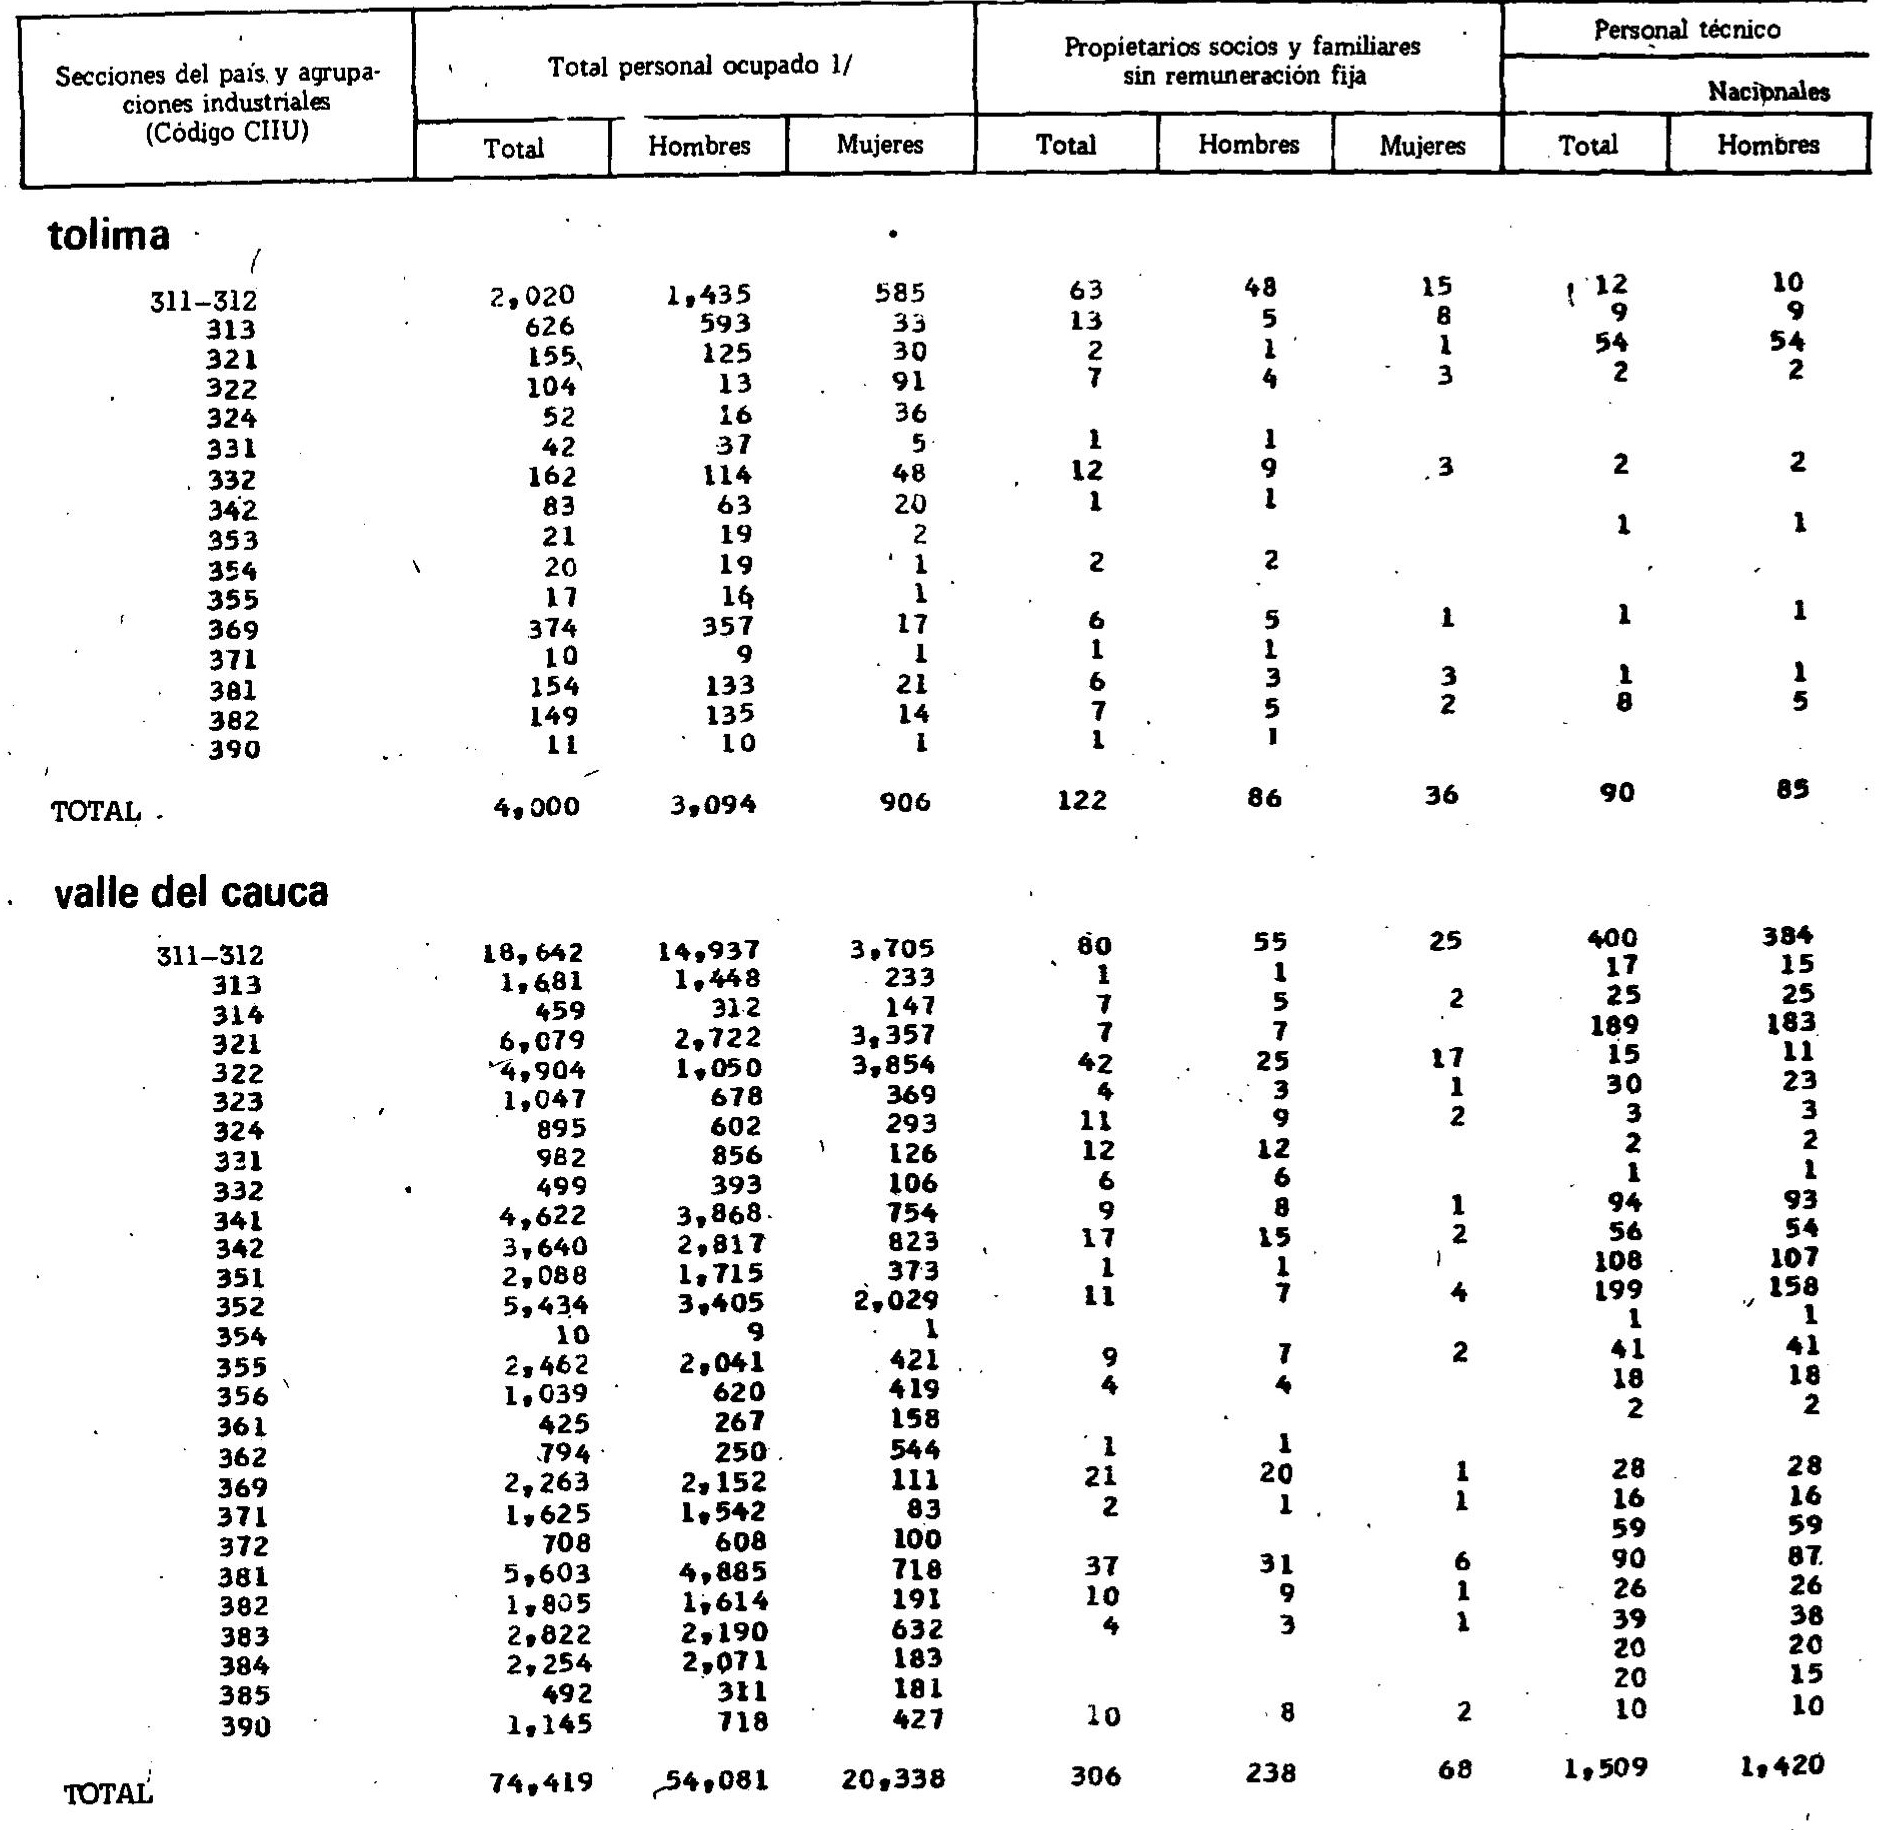 Secciones del país y agrupa-
ciones industriales
(Código CIIU)
Total personal ocupado 1/
Propietarios socios y familiares
sin remuneración fija
Personal técnico
Nacionales
Total Hombres Mujeres Total Hombres Mujeres Total Hombres
tolima
311-312 2,020 1,435 585 63 48 15 12 10
313 626 593 33 13 5 8 9 9
321 155 125 30 2 1 1 54 54
322 104 13 91 7 4 3 2 2
324 52 16 36
331 42 37 5 1 1
332 162 114 48 12 9 3 2 2
342 83 63 20 1 1
353 21 19 2 1 1
354 20 19 1 2 2
355 17 16 1
369 374 357 17 6 5 1 1 1
371 10 9 1 1 1
381 154 133 21 6 3 3 1 1
382 149 135 14 7 5 2 8 5
390 11 10 1 1 1
TOTAL 4,000 3,094 906 122 86 36 90 85
valle del cauca
311-312 18,642 14,937 3,705 80 55 25 400 384
313 1,681 1,448 233 1 1 17 15
314 459 312 147 7 5 2 25 25
321 6,079 2,722 3,357 7 7 189 183
322 4,904 1,050 3,854 42 25 17 15 11
323 1,047 678 369 4 3 1 30 23
324 895 602 293 11 9 2 3 3
331 982 856 126 12 12 2 2
332 499 393 106 6 6 1 1
341 4,622 3,868 754 9 8 1 94 93
342 3,640 2,817 823 17 15 2 56 54
351 2,088 1,715 373 1 1 108 107
352 5,434 3,405 2,029 11 7 4 199 158
354 10 9 1 1 1
355 2,462 2,041 421 9 7 2 41 41
356 1,039 620 419 4 4 18 18
361 425 267 158 2 2
362 794 250 544 1 1
369 2,263 2,152 111 21 20 1 28 28
371 1,625 1,542 83 2 1 1 16 16
372 708 608 100 59 59
381 5,603 4,885 718 37 31 6 90 87
382 1,805 1,614 191 10 9 1 26 26
383 2,822 2,190 632 4 3 1 39 38
384 2,254 2,071 183 20 20
385 492 311 181 20 15
390 1,145 718 427 10 8 2 10 10
TOTAL 74,419 54,081 20,338 306 238 68 1,509 1,420